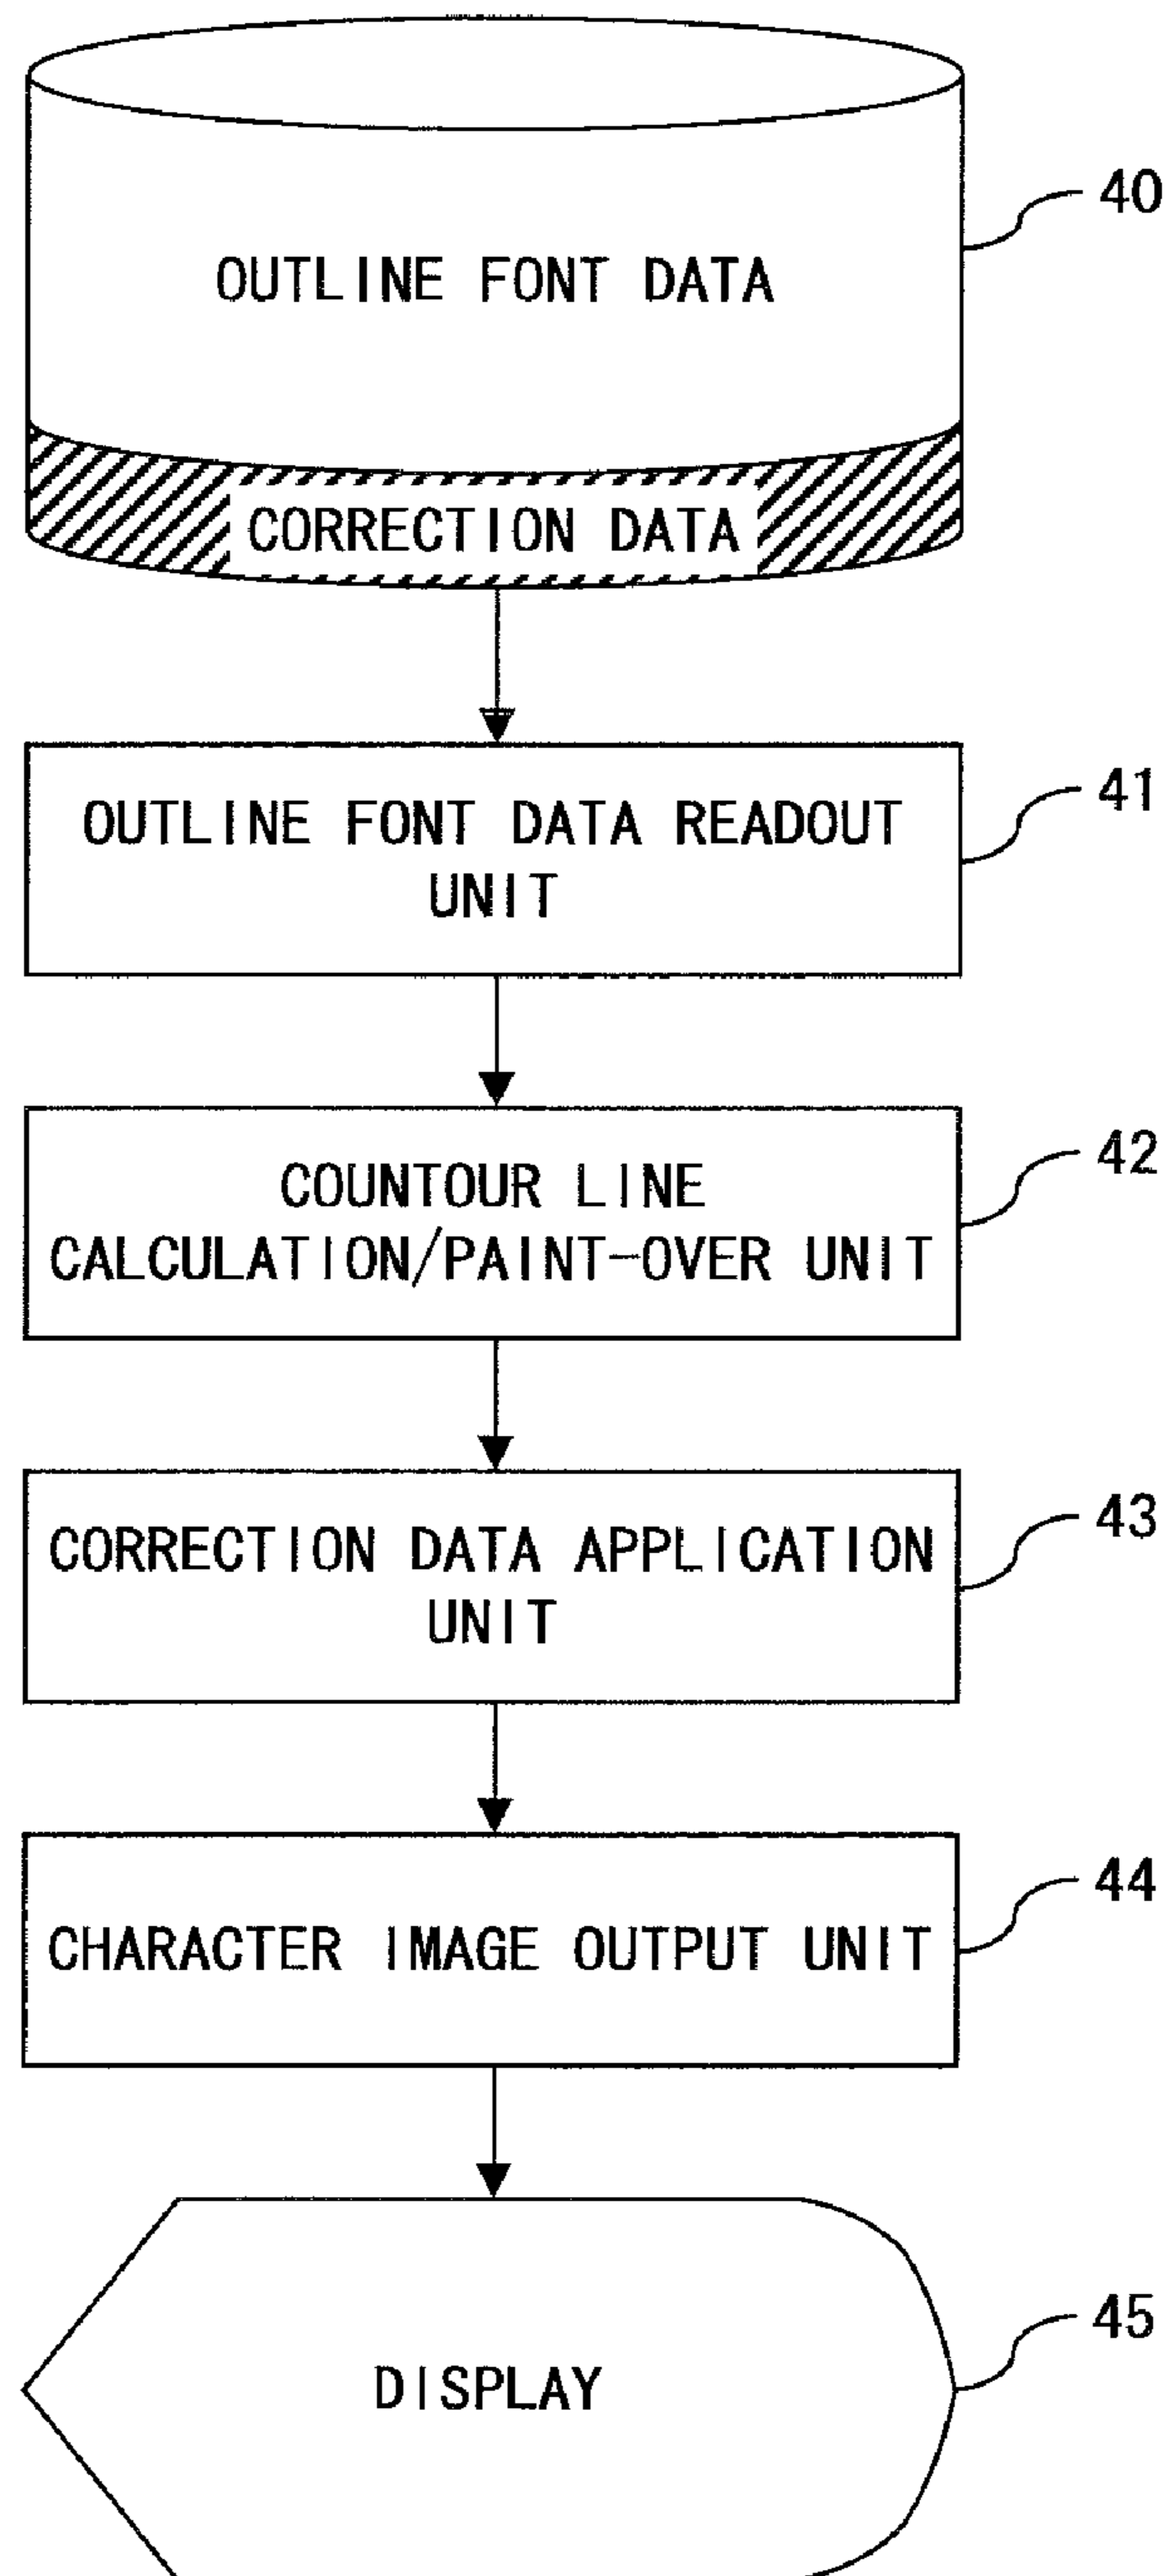 40
OUTLINE FONT DATA
CORRECTION DATA
41
OUTLINE FONT DATA READOUT
UNIT
42
COUNTOUR LINE
CALCULATION/PAINT-OVER UNIT
43
CORRECTION DATA APPLICATION
UNIT
44
CHARACTER IMAGE OUTPUT UNIT
45
DISPLAY